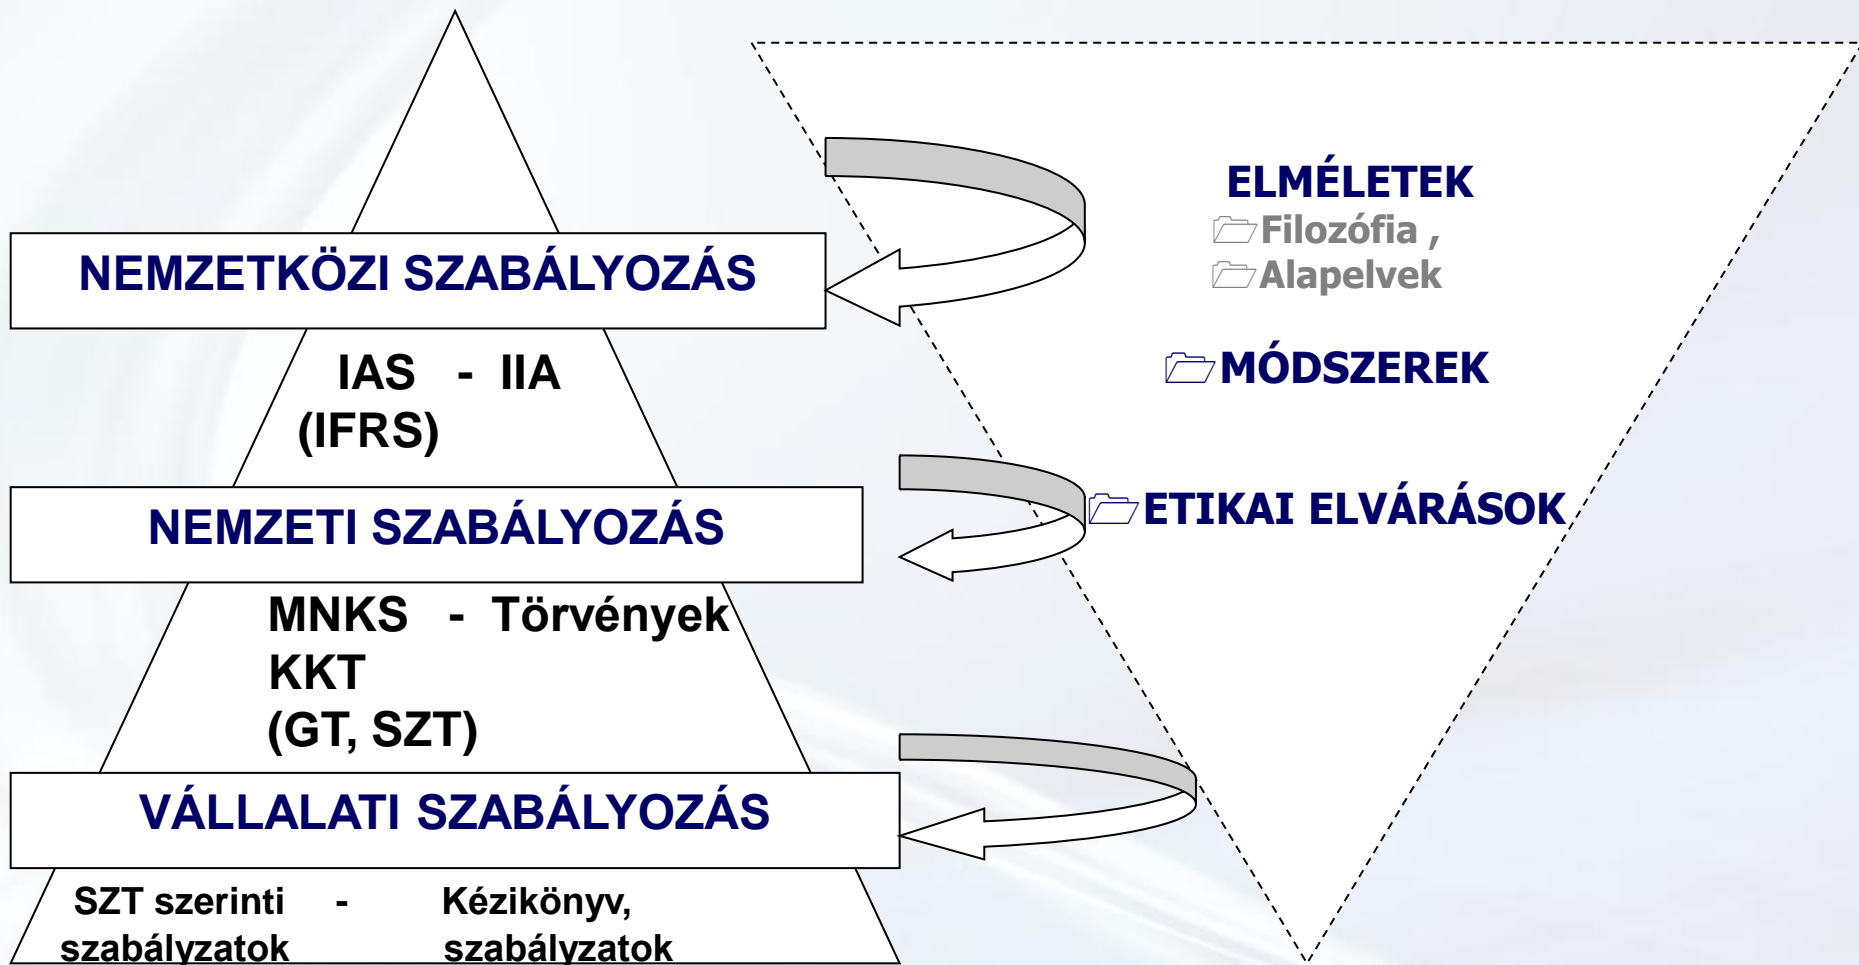 NEMZETKÖZI SZABÁLYOZÁS
IAS - IIA
(IFRS)
NEMZETI SZABÁLYOZÁS
MNKS - Törvények
KKT
(GT, SZT)
VÁLLALATI SZABÁLYOZÁS
SZT szerinti - Kézikönyv,
szabályzatok szabályzatok
ELMÉLETEK
Filozófia ,
Alapelvek
MÓDSZEREK
ETIKAI ELVÁRÁSOK